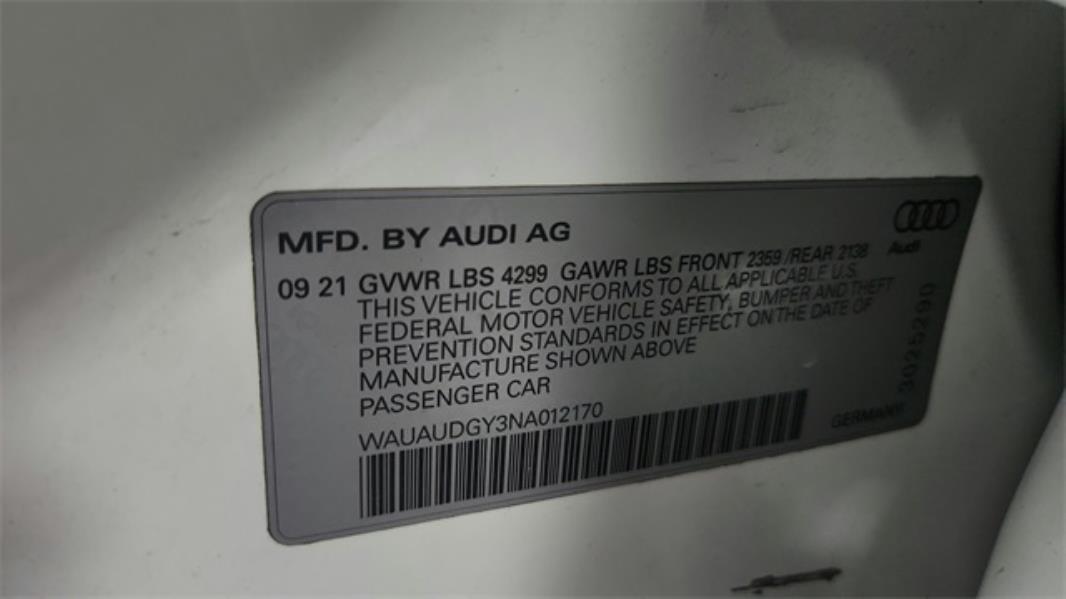 MFD. BY AUDI AG
Audi
09 21 GVWR LBS 4299 GAWR LBS FRONT 2359 /REAR 2138
THIS VEHICLE CONFORMS TO ALL APPLICABLE U.S.
FEDERAL MOTOR VEHICLE SAFETY, BUMPER AND THEFT
PREVENTION STANDARDS IN EFFECT ON THE DATE OF
MANUFACTURE SHOWN ABOVE
PASSENGER CAR
WAUAUDGY3NA012170
GERMANY
3025290